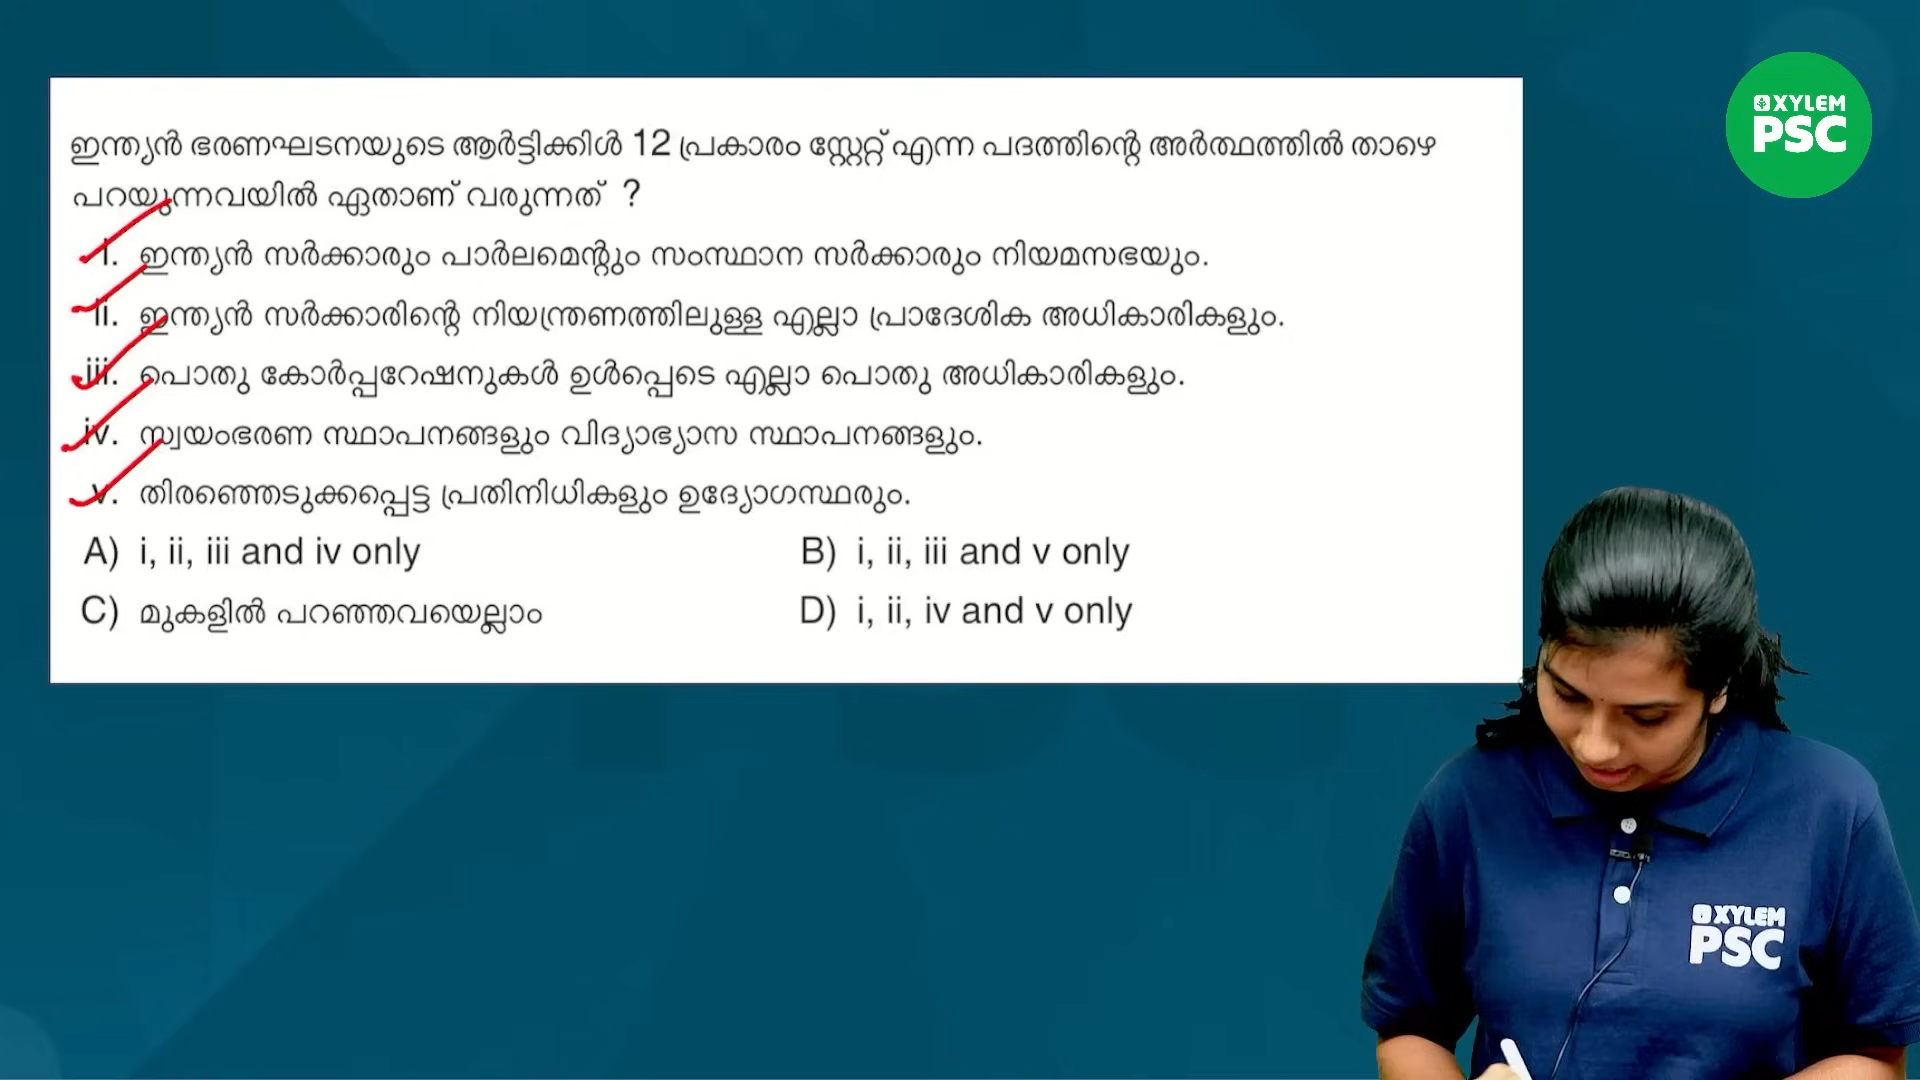 ഇന്ത്യൻ ഭരണഘടനയുടെ ആർട്ടിക്കിൾ 12 പ്രകാരം സ്റ്റേറ്റ് എന്ന പദത്തിന്റെ അർത്ഥത്തിൽ താഴെ
പറയുന്നവയിൽ ഏതാണ് വരുന്നത് ?
i. ഇന്ത്യൻ സർക്കാരും പാർലമെന്റും സംസ്ഥാന സർക്കാരും നിയമസഭയും.
ii. ഇന്ത്യൻ സർക്കാരിന്റെ നിയന്ത്രണത്തിലുള്ള എല്ലാ പ്രാദേശിക അധികാരികളും.
iii. പൊതു കോർപ്പറേഷനുകൾ ഉൾപ്പെടെ എല്ലാ പൊതു അധികാരികളും.
iv. സ്വയംഭരണ സ്ഥാപനങ്ങളും വിദ്യാഭ്യാസ സ്ഥാപനങ്ങളും.
v. തിരഞ്ഞെടുക്കപ്പെട്ട പ്രതിനിധികളും ഉദ്യോഗസ്ഥരും.
A) i, ii, iii and iv only B) i, ii, iii and v only
C) മുകളിൽ പറഞ്ഞവയെല്ലാം D) i, ii, iv and v only
XYLEM
PSC
XYLEM
PSC